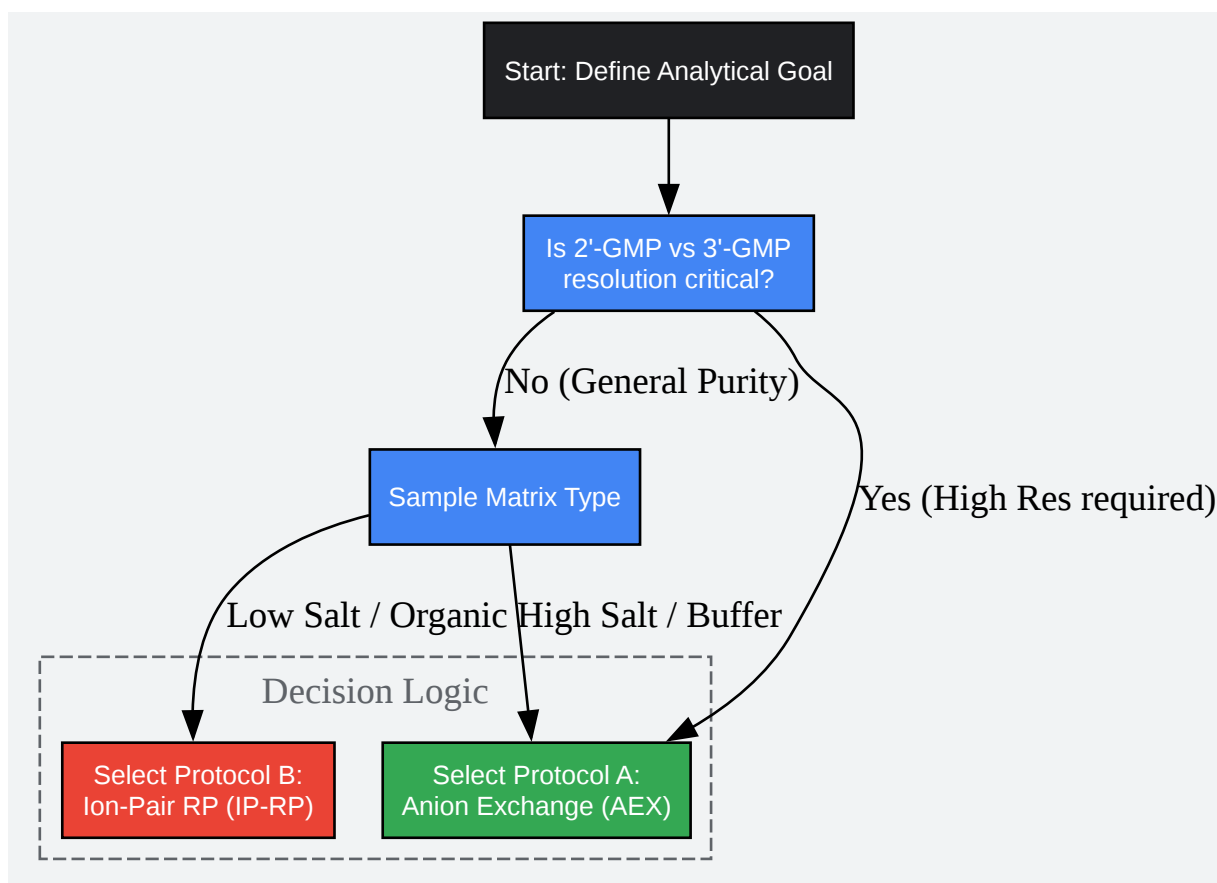 Start: Define Analytical Goal
Is 2'-GMP vs 3'-GMP
resolution critical?
No (General Purity)
Sample Matrix Type
Yes (High Res required)
Low Salt / Organic
High Salt / Buffer
Decision Logic
Select Protocol B:
Ion-Pair RP (IP-RP)
Select Protocol A:
Anion Exchange (AEX)